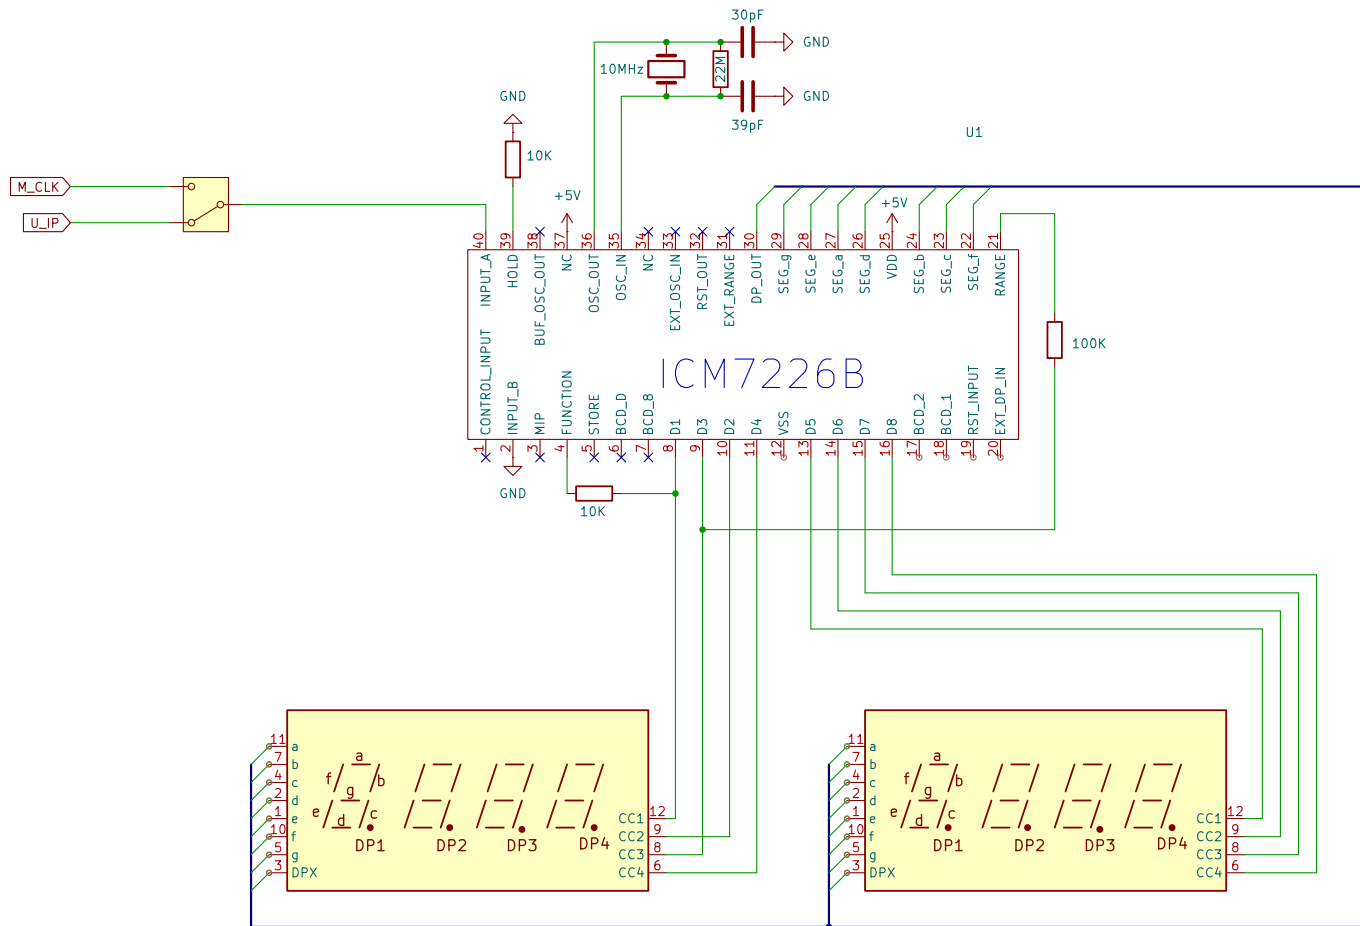 30pF
GND
10MHz
22M
GND
39pF
GND
10K
U1
M_CLK
U_IP
+5V
+5V
40 39 38 37 36 35 34 33 32 31 30 29 28 27 26 25 24 23 22 21
INPUT_A
HOLD
BUF_OSC_OUT
NC
OSC_OUT
OSC_IN
NC
EXT_OSC_IN
RST_OUT
EXT_RANGE
DP_OUT
SEG_g
SEG_e
SEG_a
SEG_d
VDD
SEG_b
SEG_c
SEG_f
RANGE
100K
ICM7226B
CONTROL_INPUT
INPUT_B
MIP
FUNCTION
STORE
BCD_D
BCD_8
D1
D3
D2
D4
VSS
D5
D6
D7
D8
BCD_2
BCD_1
RST_INPUT
EXT_DP_IN
1 2 3 4 5 6 7 8 9 10 11 12 13 14 15 16 17 18 19 20
GND
10K
11 a
7 b
4 c
2 d
1 e
10 f
5 g
3 DPX
a
f b
g
e c
d
DP1 DP2 DP3 DP4
CC1 12
CC2 9
CC3 8
CC4 6
11 a
7 b
4 c
2 d
1 e
10 f
5 g
3 DPX
a
f b
g
e c
d
DP1 DP2 DP3 DP4
CC1 12
CC2 9
CC3 8
CC4 6